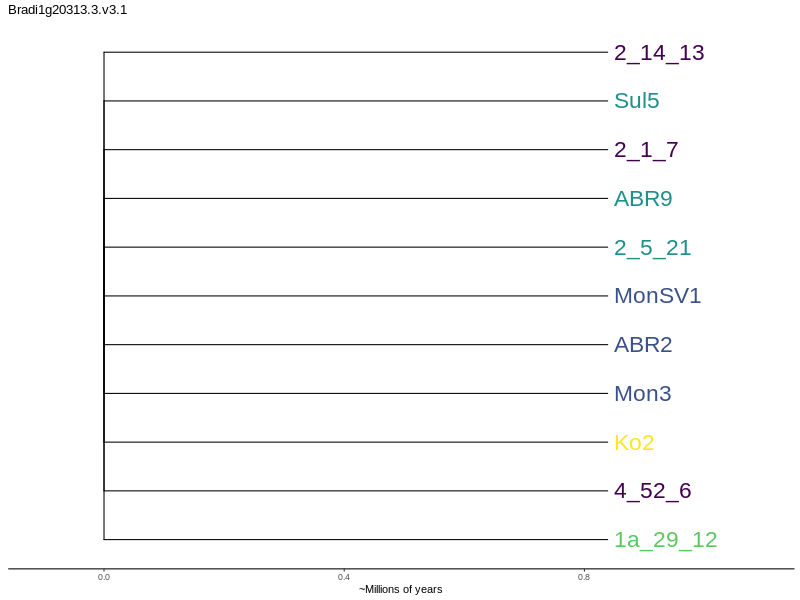 Bradi1g20313.3.v3.1
2_14_13
Sul5
2_1_7
ABR9
2_5_21
MonSV1
ABR2
Mon3
Ko2
4_52_6
1a_29_12
0.0 0.4 0.8
~Millions of years